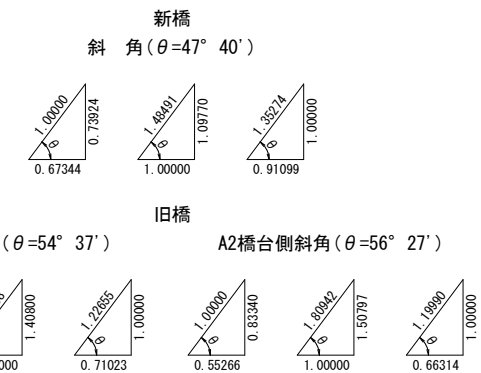 新橋
斜 角(θ=47° 40')
1.00000 0.73924 θ 0.67344
1.48491 1.09770 θ 1.00000
1.35274 1.00000 θ 0.91099
旧橋
(θ=54° 37')
A2橋台側斜角(θ=56° 27')
1.40800
1.22655 1.00000 θ 0.71023
1.00000 0.83340 θ 0.55266
1.80942 1.50797 θ 1.00000
1.19990 1.00000 θ 0.66314